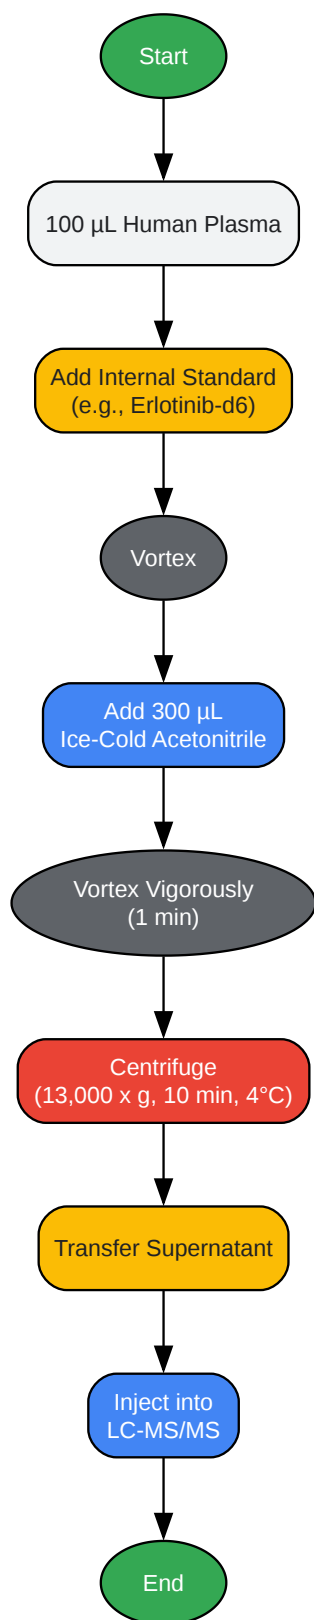 Start
100 µL Human Plasma
Add Internal Standard
(e.g., Erlotinib-d6)
Vortex
Add 300 µL
Ice-Cold Acetonitrile
Vortex Vigorously
(1 min)
Centrifuge
(13,000 x g, 10 min, 4°C)
Transfer Supernatant
Inject into
LC-MS/MS
End